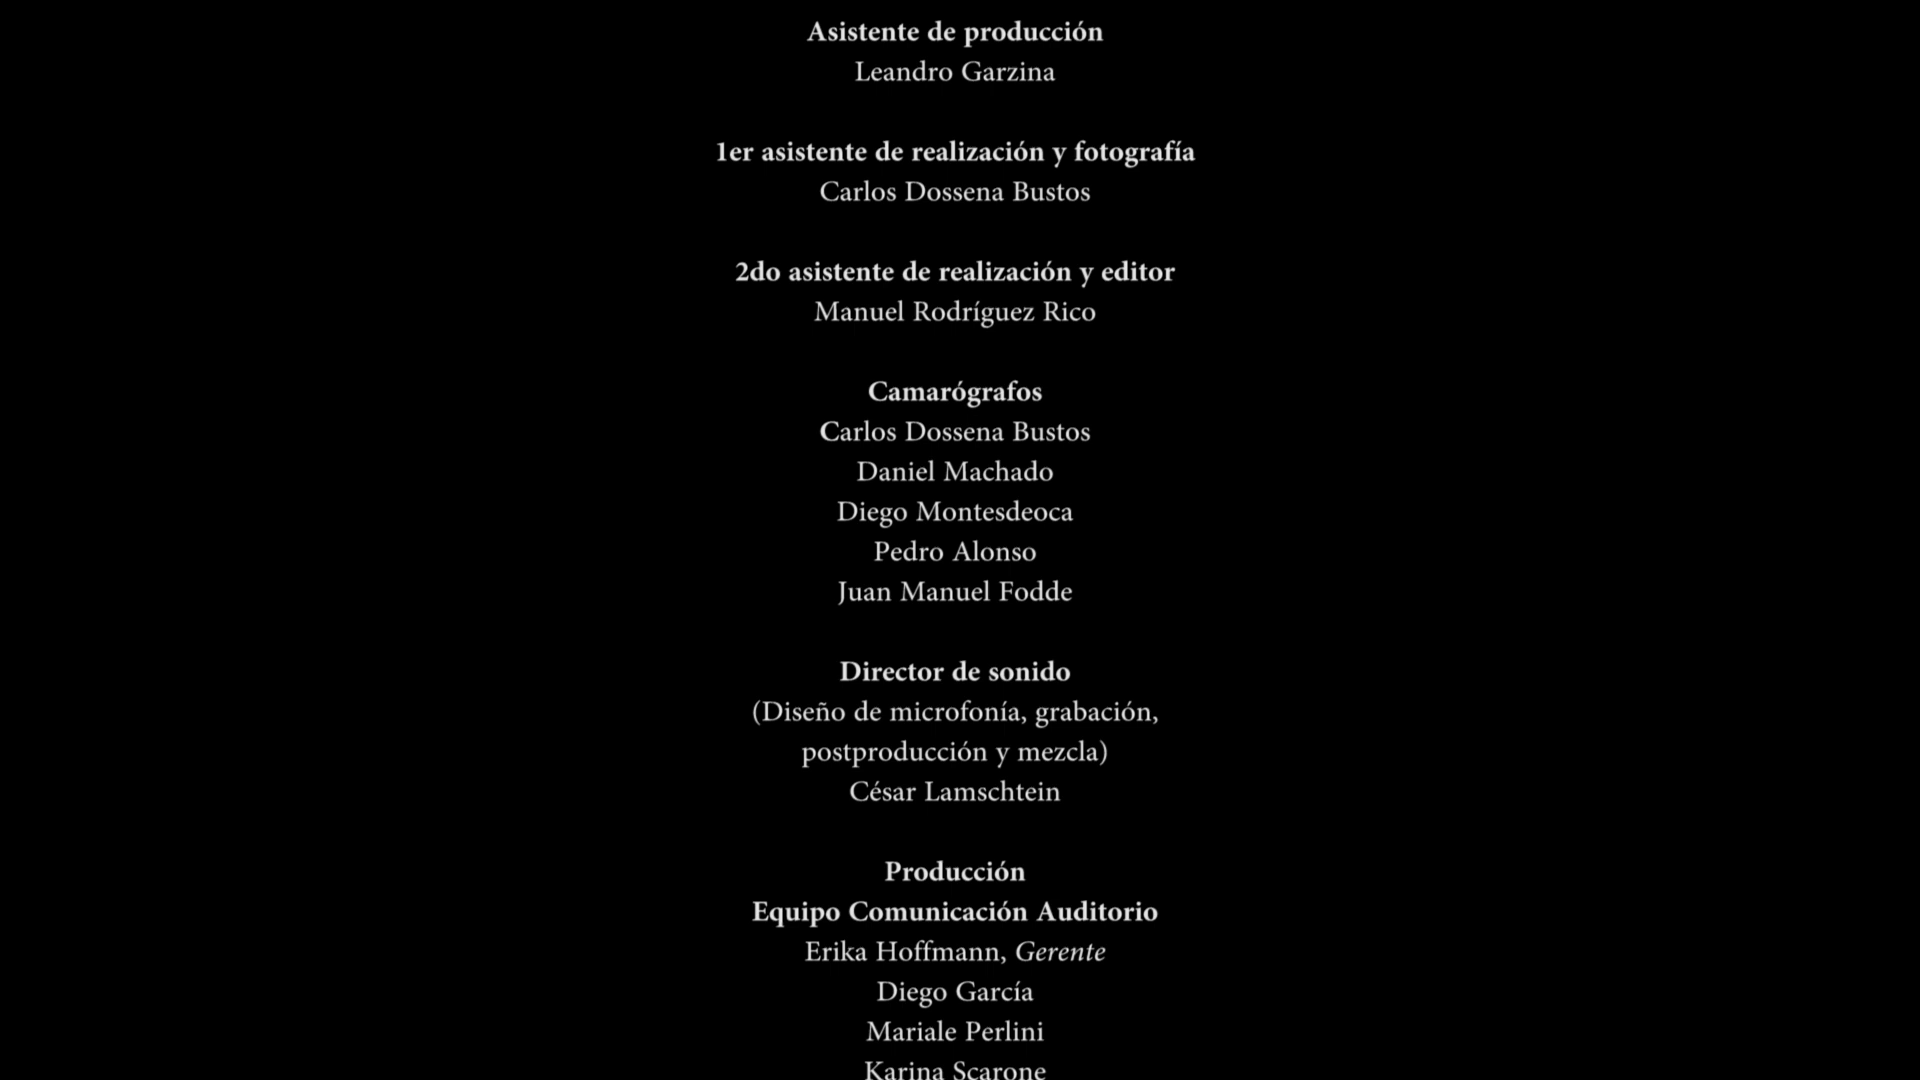 Asistente de producción
Leandro Garzina
1er asistente de realización y fotografía
Carlos Dossena Bustos
2do asistente de realización y editor
Manuel Rodríguez Rico
Camarógrafos
Carlos Dossena Bustos
Daniel Machado
Diego Montesdeoca
Pedro Alonso
Juan Manuel Fodde
Director de sonido
(Diseño de microfonía, grabación,
postproducción y mezcla)
César Lamschtein
Producción
Equipo Comunicación Auditorio
Erika Hoffmann, Gerente
Diego García
Mariale Perlini
Karina Scarone